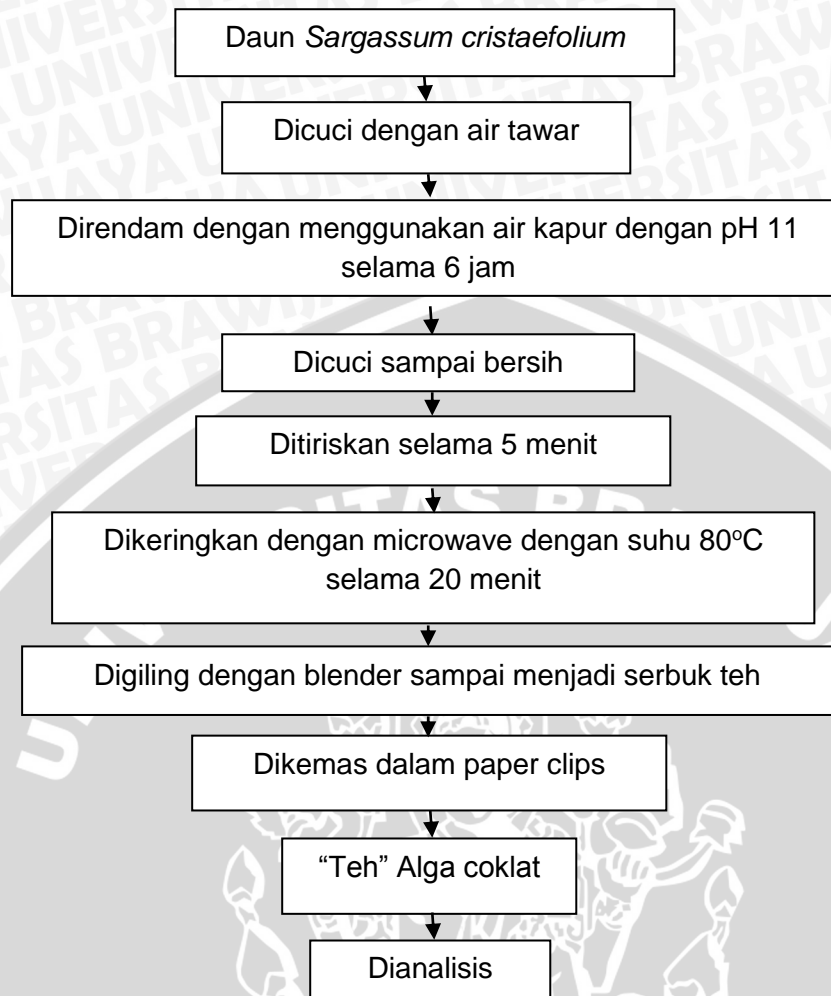 Daun Sargassum cristaefolium
Dicuci dengan air tawar
Direndam dengan menggunakan air kapur dengan pH 11
selama 6 jam
Dicuci sampai bersih
Ditiriskan selama 5 menit
Dikeringkan dengan microwave dengan suhu 80oC
selama 20 menit
Digiling dengan blender sampai menjadi serbuk teh
Dikemas dalam paper clips
“Teh” Alga coklat
Dianalisis